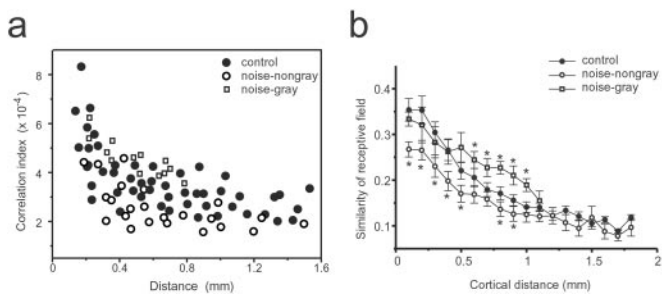 a
Correlation index (x 10⁻⁴)
8
6
4
2
0 0.4 0.8 1.2 1.6
Distance (mm)
control
noise-nongray
noise-gray
b
Similarity of receptive field
0.4
0.3
0.2
0.1
0 0.5 1 1.5 2
Cortical distance (mm)
control
noise-nongray
noise-gray
* * * * * * * * * * * *